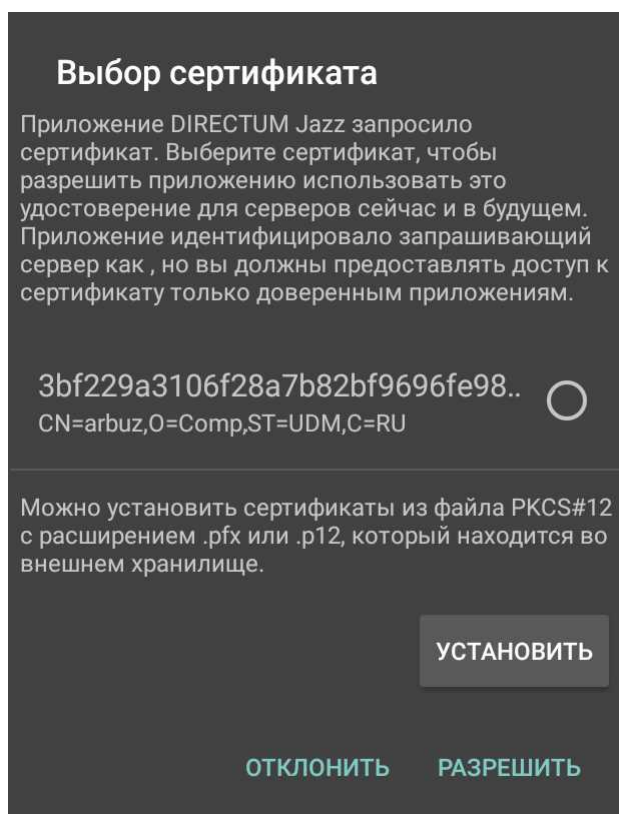 Выбор сертификата
Приложение DIRECTUM Jazz запросило
сертификат. Выберите сертификат, чтобы
разрешить приложению использовать это
удостоверение для серверов сейчас и в будущем.
Приложение идентифицировало запрашивающий
сервер как , но вы должны предоставлять доступ к
сертификату только доверенным приложениям.
3bf229a3106f28a7b82bf9696fe98..
CN=arbuz,O=Comp,ST=UDM,C=RU
Можно установить сертификаты из файла PKCS#12
с расширением .pfx или .p12, который находится во
внешнем хранилище.
УСТАНОВИТЬ
ОТКЛОНИТЬ РАЗРЕШИТЬ